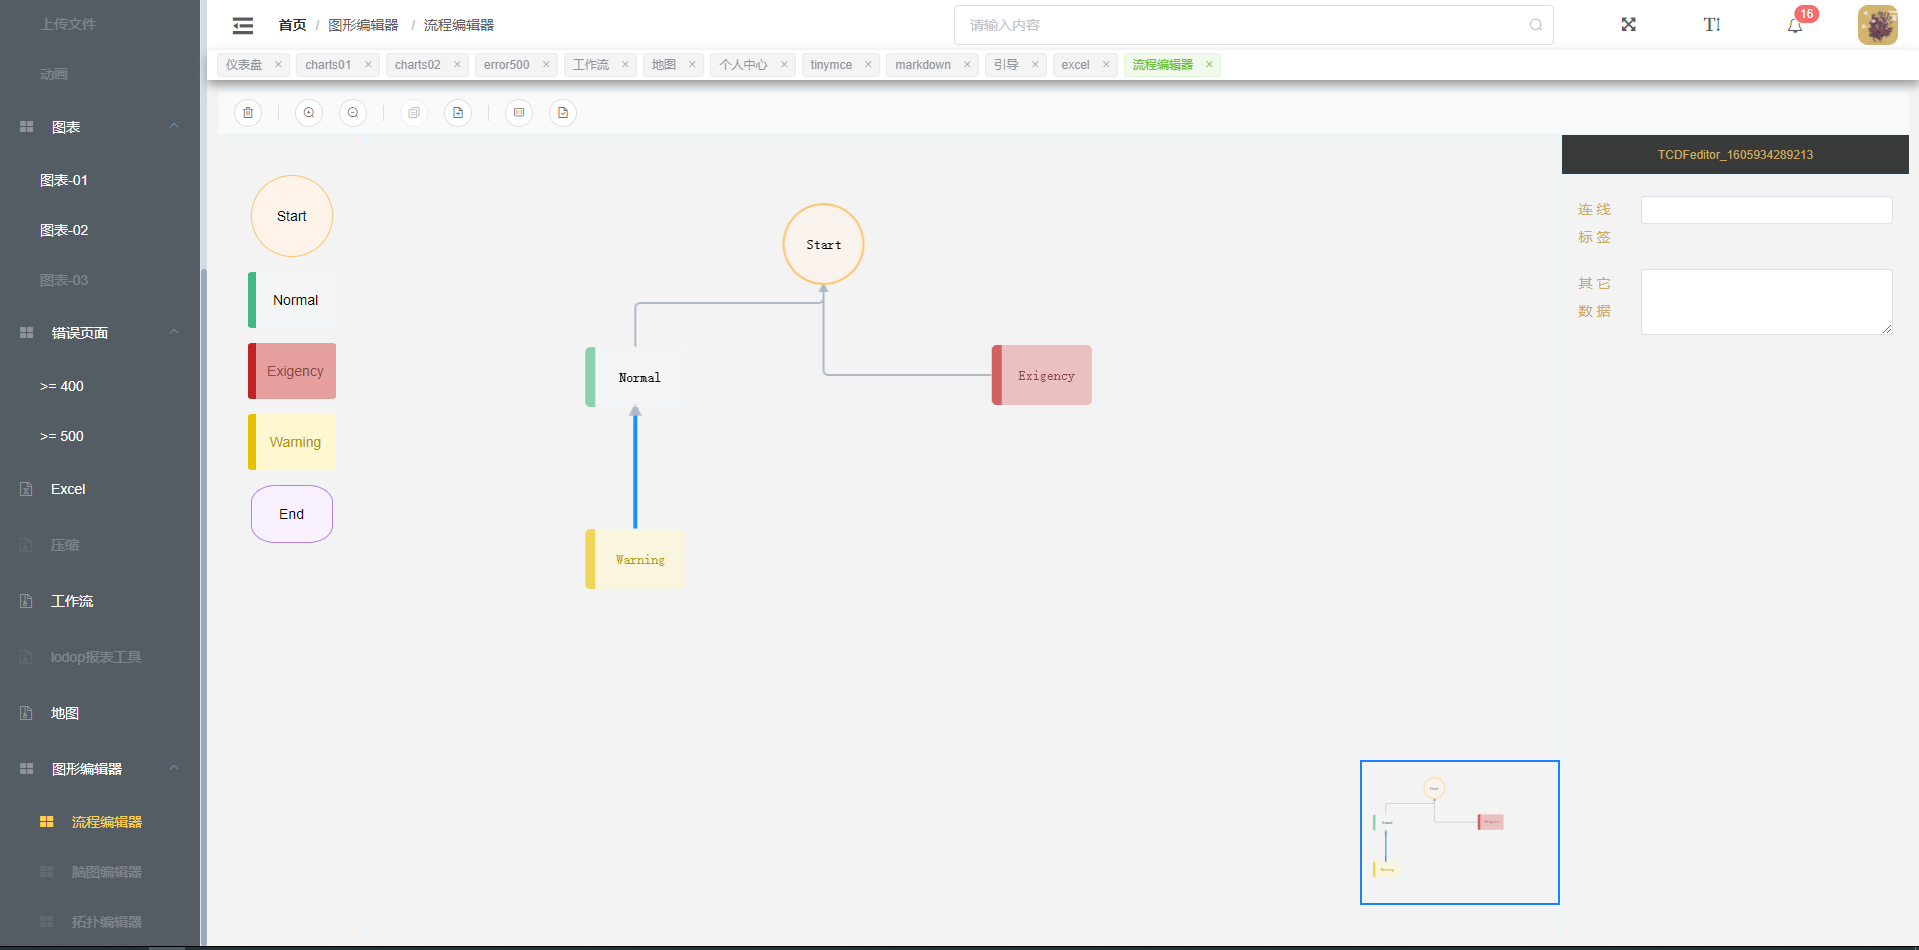 上传文件
动画
图表
图表-01
图表-02
图表-03
错误页面
>= 400
>= 500
Excel
压缩
工作流
lodop报表工具
地图
图形编辑器
流程编辑器
脑图编辑器
拓扑编辑器
首页 / 图形编辑器 / 流程编辑器
请输入内容
T
16
仪表盘 charts01 charts02 error500 工作流 地图 个人中心 tinymce markdown 引导 excel 流程编辑器
Start
Normal
Exigency
Warning
End
Start
Normal
Exigency
Warning
TCDFeditor_1605934289213
连线
标签
其它
数据
Start
Normal
Exigency
Warning